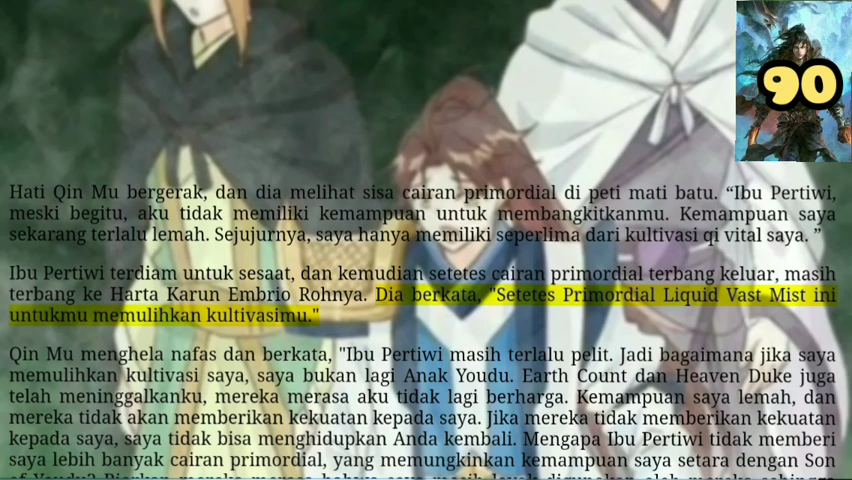 90
Hati Qin Mu bergerak, dan dia melihat sisa cairan primordial di peti mati batu. “Ibu Pertiwi,
meski begitu, aku tidak memiliki kemampuan untuk membangkitkanmu. Kemampuan saya
sekarang terlalu lemah. Sejujurnya, saya hanya memiliki seperlima dari kultivasi qi vital saya. ”
Ibu Pertiwi terdiam untuk sesaat, dan kemudian setetes cairan primordial terbang keluar, masih
terbang ke Harta Karun Embrio Rohnya. Dia berkata, "Setetes Primordial Liquid Vast Mist ini
untukmu memulihkan kultivasimu."
Qin Mu menghela nafas dan berkata, "Ibu Pertiwi masih terlalu pelit. Jadi bagaimana jika saya
memulihkan kultivasi saya, saya bukan lagi Anak Youdu. Earth Count dan Heaven Duke juga
telah meninggalkanku, mereka merasa aku tidak lagi berharga. Kemampuan saya lemah, dan
mereka tidak akan memberikan kekuatan kepada saya. Jika mereka tidak memberikan kekuatan
kepada saya, saya tidak bisa menghidupkan Anda kembali. Mengapa Ibu Pertiwi tidak memberi
saya lebih banyak cairan primordial, yang memungkinkan kemampuan saya setara dengan Son